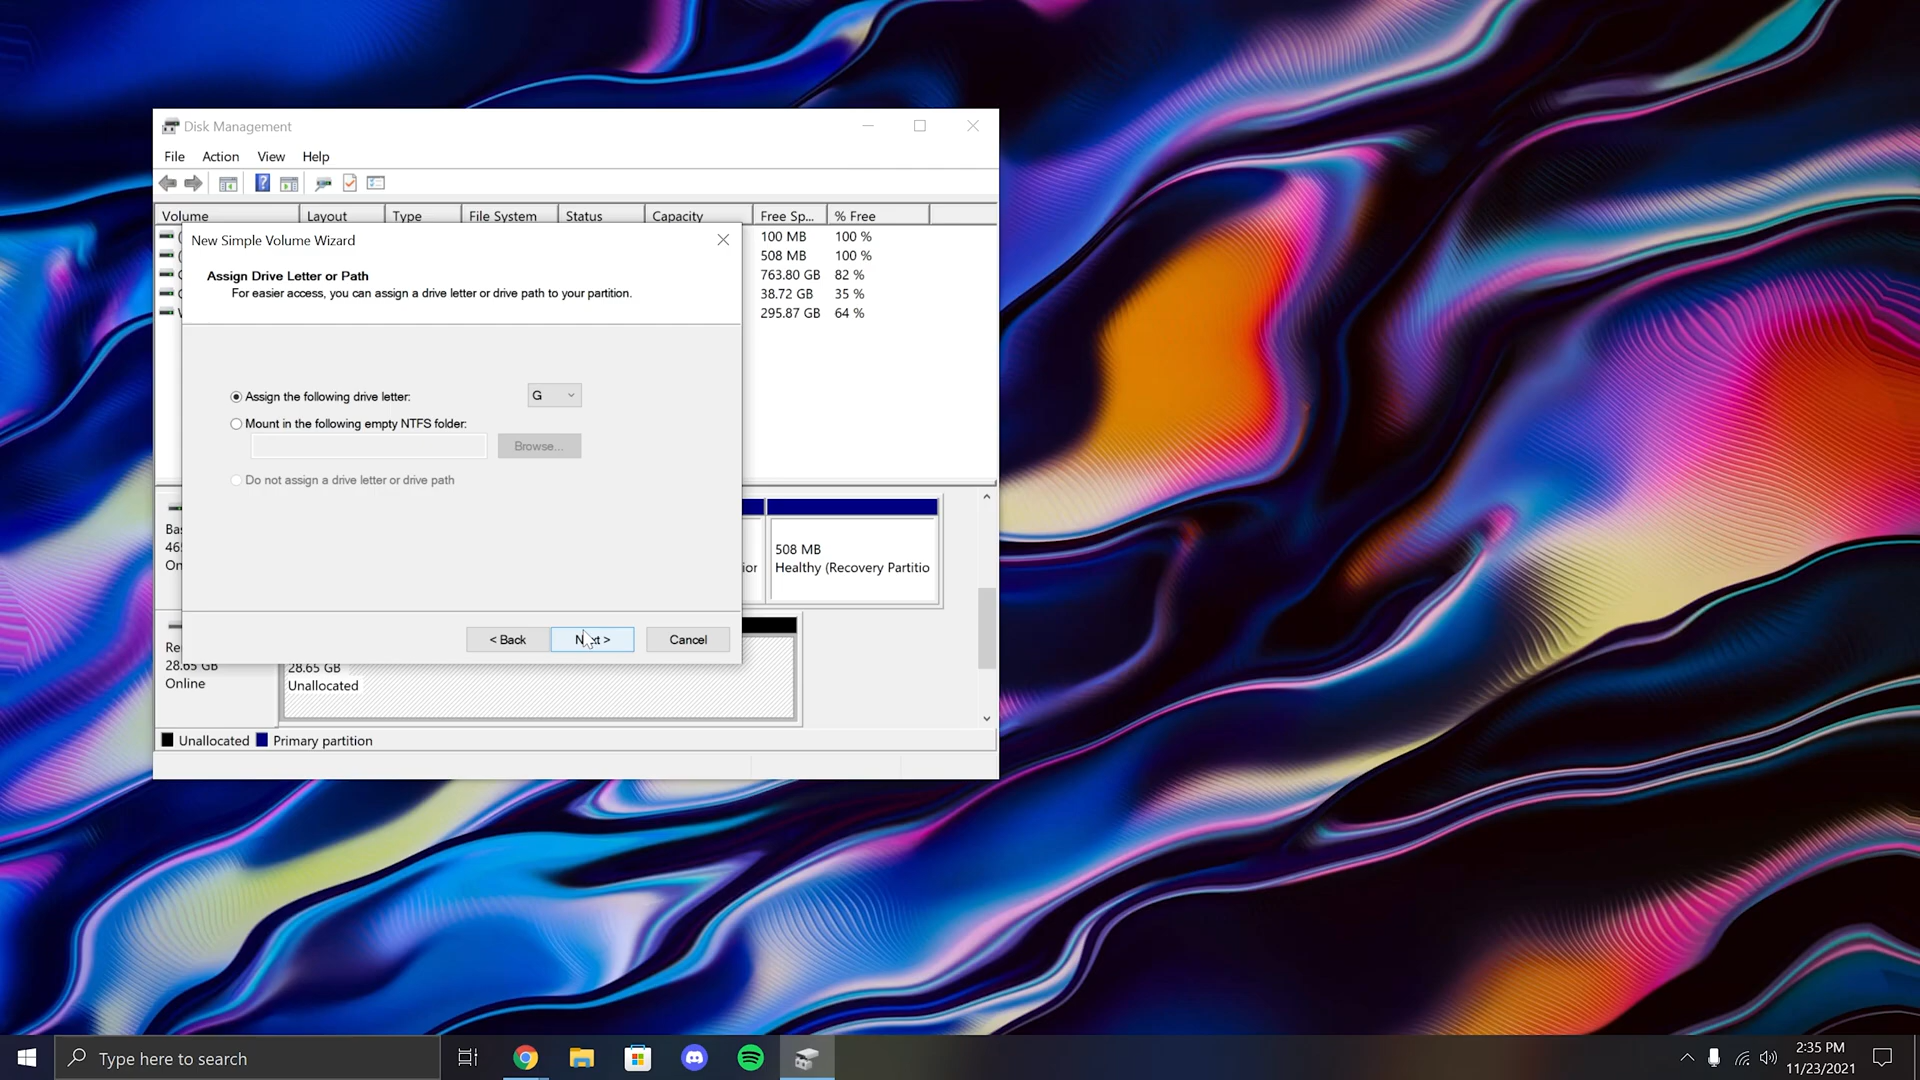 Disk Management
File Action View Help
Volume Layout Type File System Status Capacity Free Sp... % Free
100 MB 100 %
508 MB 100 %
763.80 GB 82 %
38.72 GB 35 %
295.87 GB 64 %
New Simple Volume Wizard
Assign Drive Letter or Path
For easier access, you can assign a drive letter or drive path to your partition.
Assign the following drive letter: G
Mount in the following empty NTFS folder:
Browse...
Do not assign a drive letter or drive path
< Back Next > Cancel
508 MB
Healthy (Recovery Partitio
28.65 GB
Online
28.65 GB
Unallocated
Unallocated Primary partition
Type here to search
2:35 PM
11/23/2021